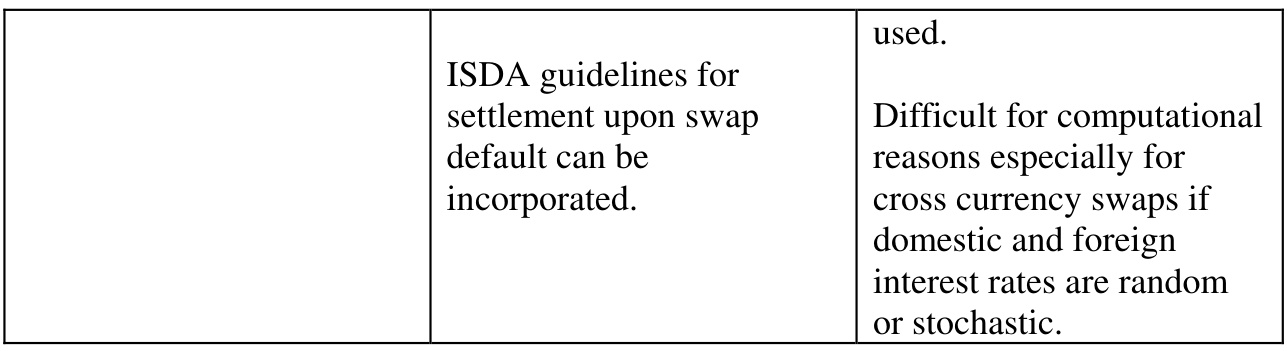 ISDA guidelines for
settlement upon swap
default can be
incorporated.
used.
Difficult for computational
reasons especially for
cross currency swaps if
domestic and foreign
interest rates are random
or stochastic.